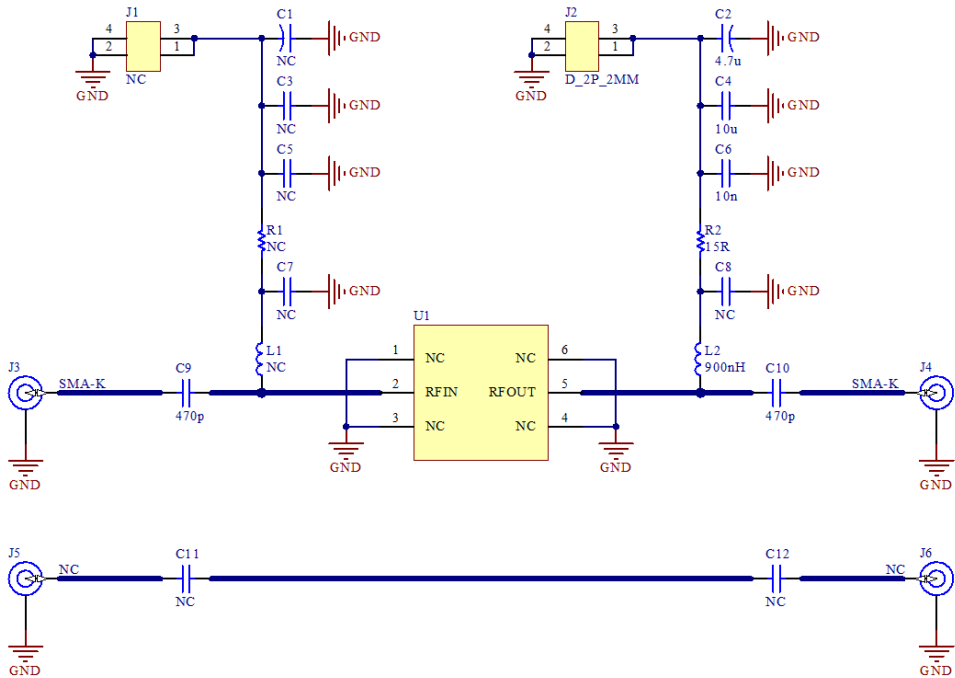 J1
4
3
2
1
NC
GND
C1
NC
GND
C3
NC
GND
C5
NC
GND
R1
NC
C7
NC
GND
L1
NC
J2
4
3
2
1
D_2P_2MM
GND
C2
4.7u
GND
C4
10u
GND
C6
10n
GND
R2
15R
C8
NC
GND
L2
900nH
J3
SMA-K
GND
C9
470p
U1
1
NC
NC
6
2
RFIN
RFOUT
5
3
NC
NC
4
GND
GND
C10
470p
SMA-K
J4
GND
J5
NC
GND
C11
NC
C12
NC
NC
J6
GND